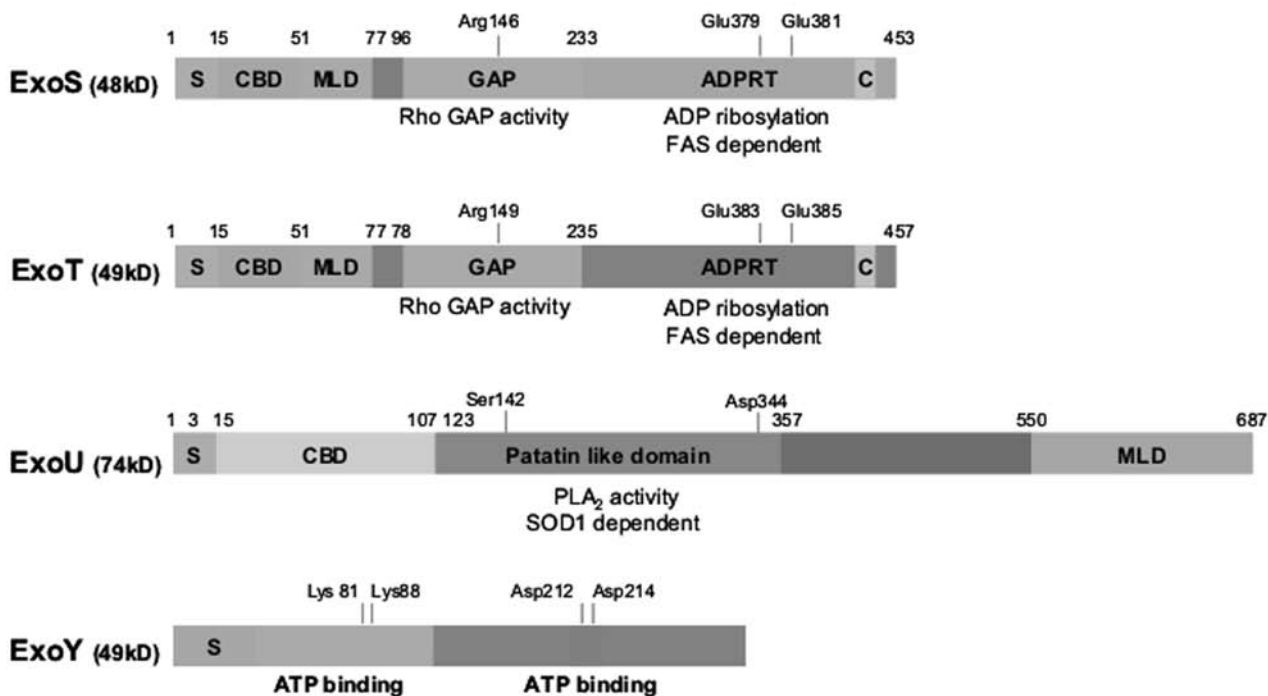 Arg146 Glu379 Glu381
1 15 51 77 96 233 453
ExoS (48kD) S CBD MLD GAP ADPRT C
Rho GAP activity ADP ribosylation
FAS dependent
Arg149 Glu383 Glu385
1 15 51 77 78 235 457
ExoT (49kD) S CBD MLD GAP ADPRT C
Rho GAP activity ADP ribosylation
FAS dependent
Ser142 Asp344
1 3 15 107 123 357 550 687
ExoU (74kD) S CBD Patatin like domain MLD
PLA₂ activity
SOD1 dependent
Lys 81 Lys88 Asp212 Asp214
ExoY (49kD) S
ATP binding ATP binding